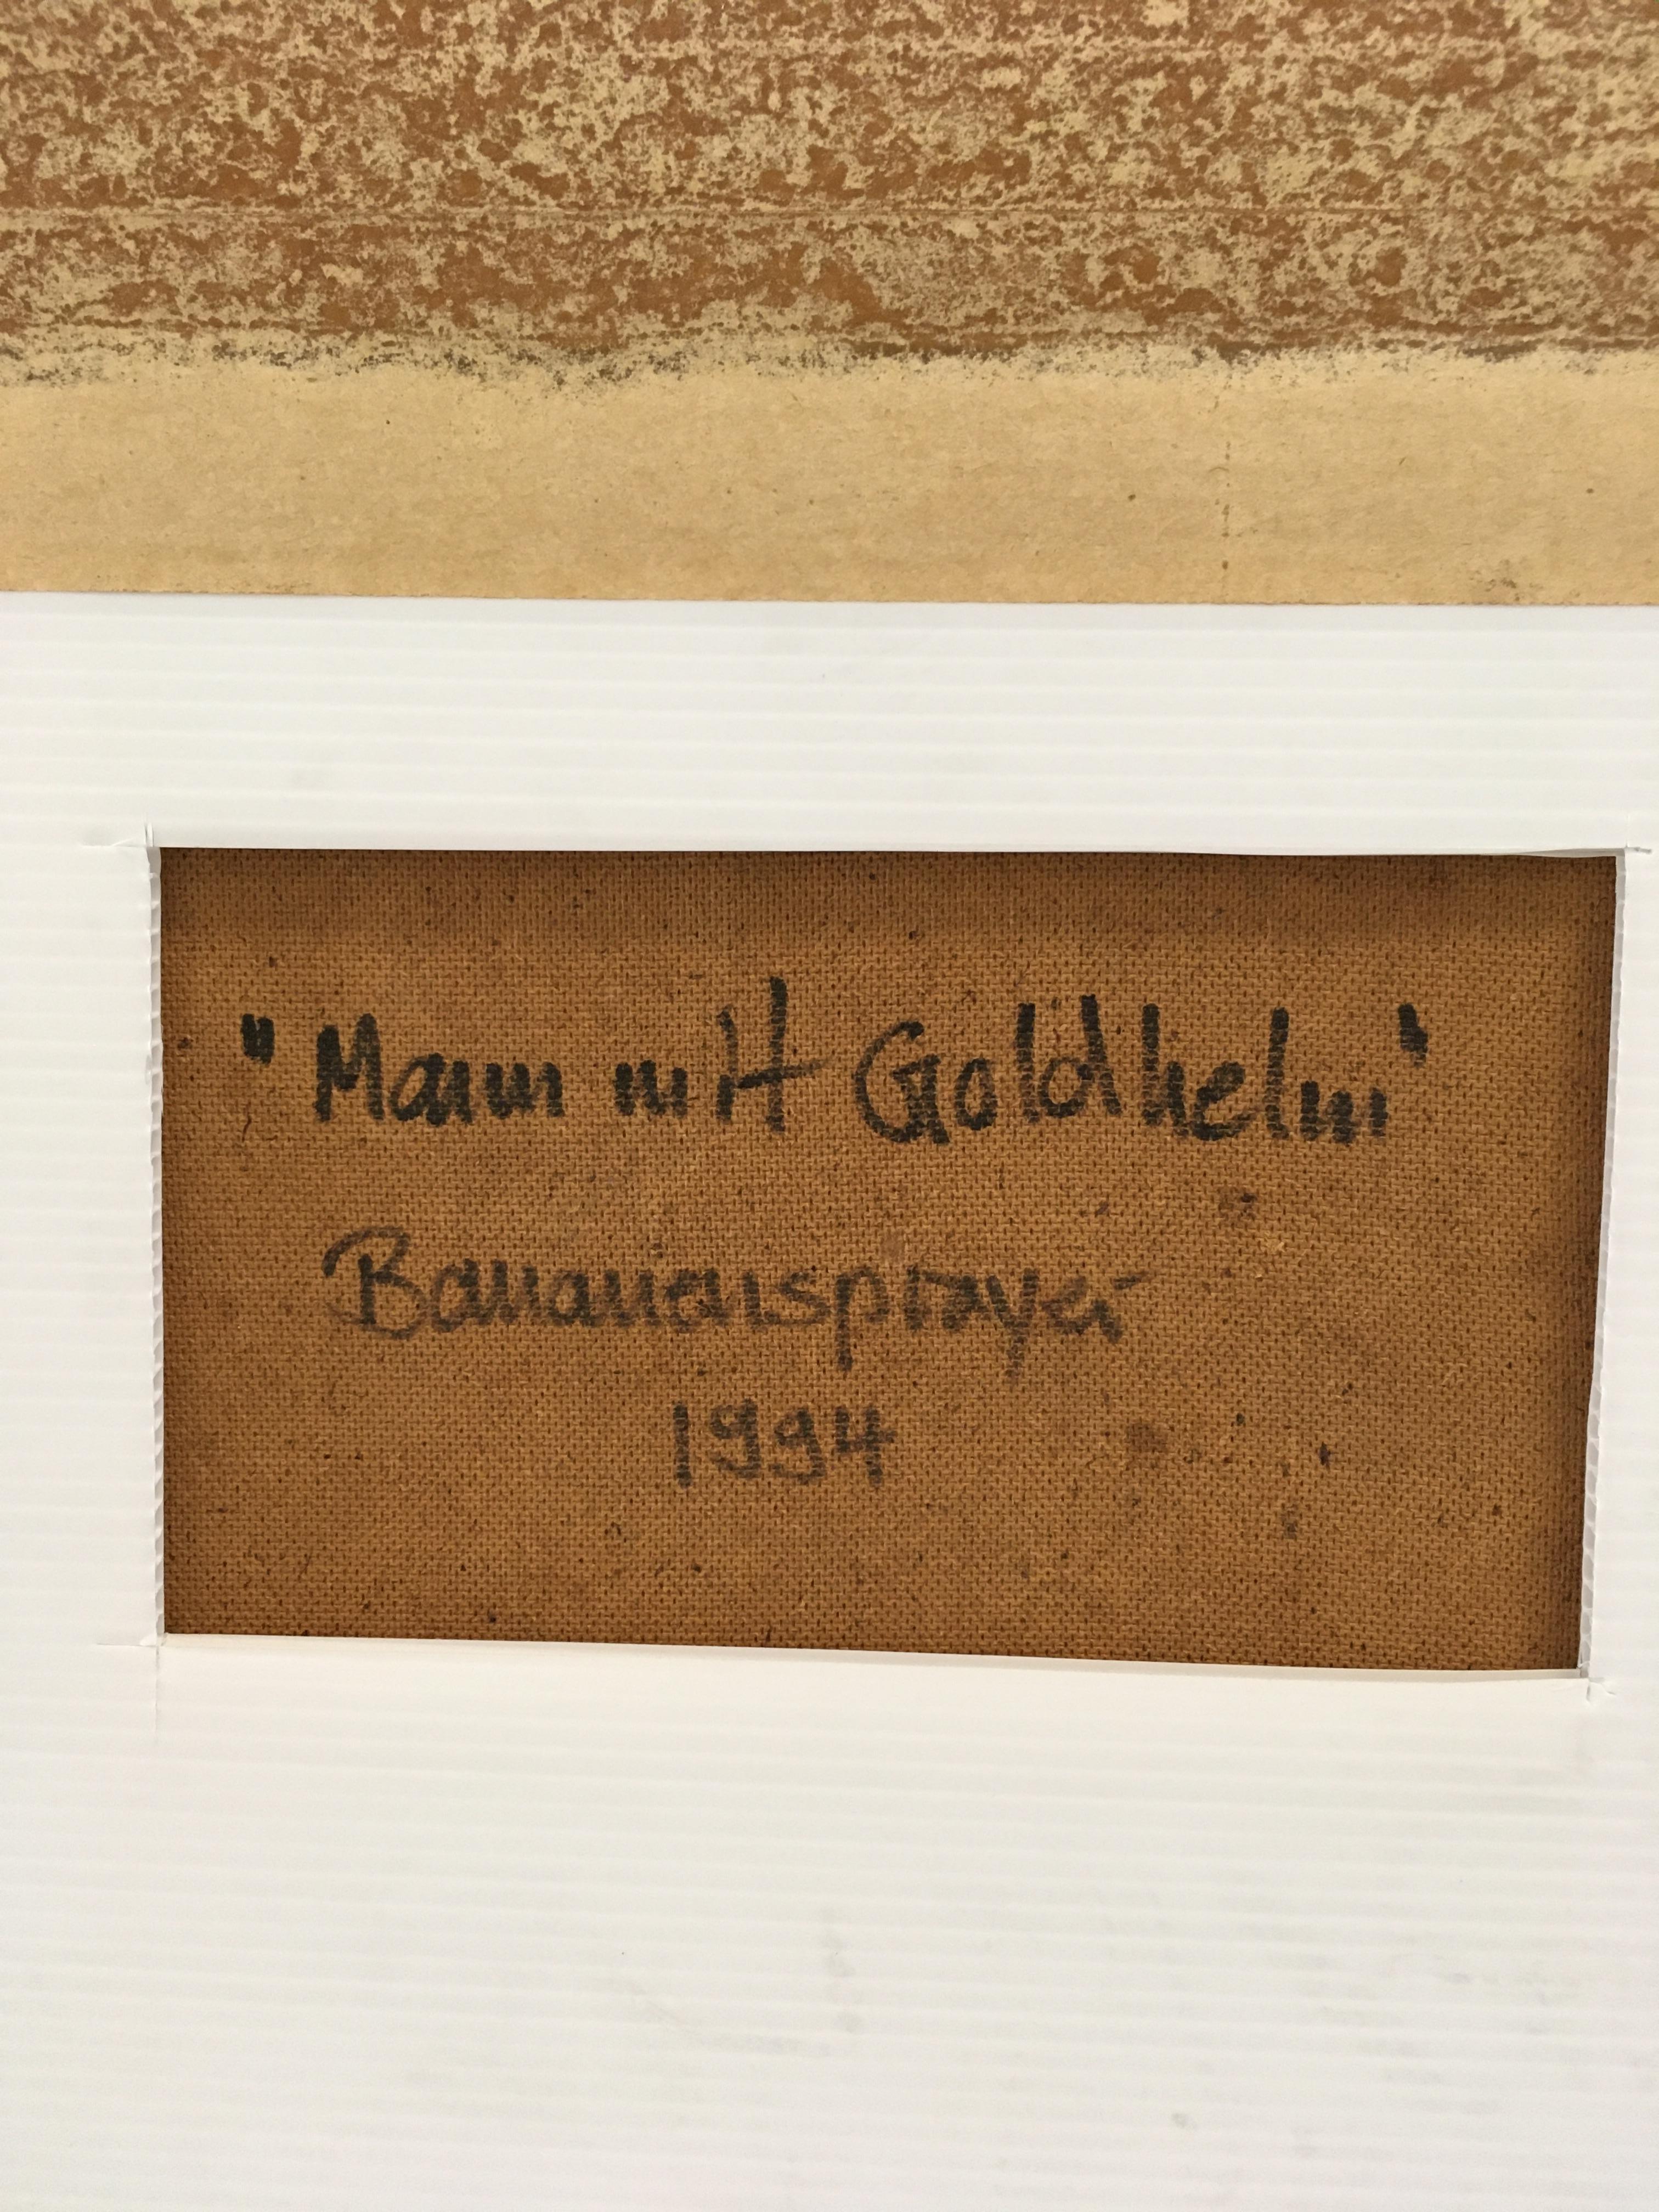 "Mann mit Goldhelm"
Bananensprayer
1994